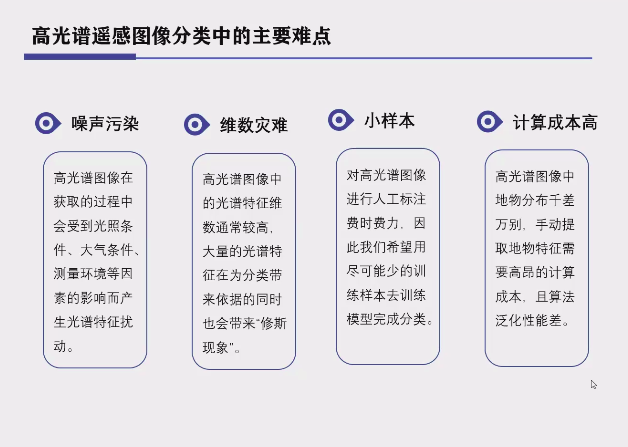 高光谱遥感图像分类中的主要难点
噪声污染
高光谱图像在
获取的过程中
会受到光照条
件、大气条件、
测量环境等因
素的影响而产
生光谱特征扰
动。
维数灾难
高光谱图像中
的光谱特征维
数通常较高，
大量的光谱特
征在为分类带
来依据的同时
也会带来“修斯
现象”。
小样本
对高光谱图像
进行人工标注
费时费力，因
此我们希望用
尽可能少的训
练样本去训练
模型完成分类。
计算成本高
高光谱图像中
地物分布千差
万别，手动提
取地物特征需
要高昂的计算
成本，且算法
泛化性能差。